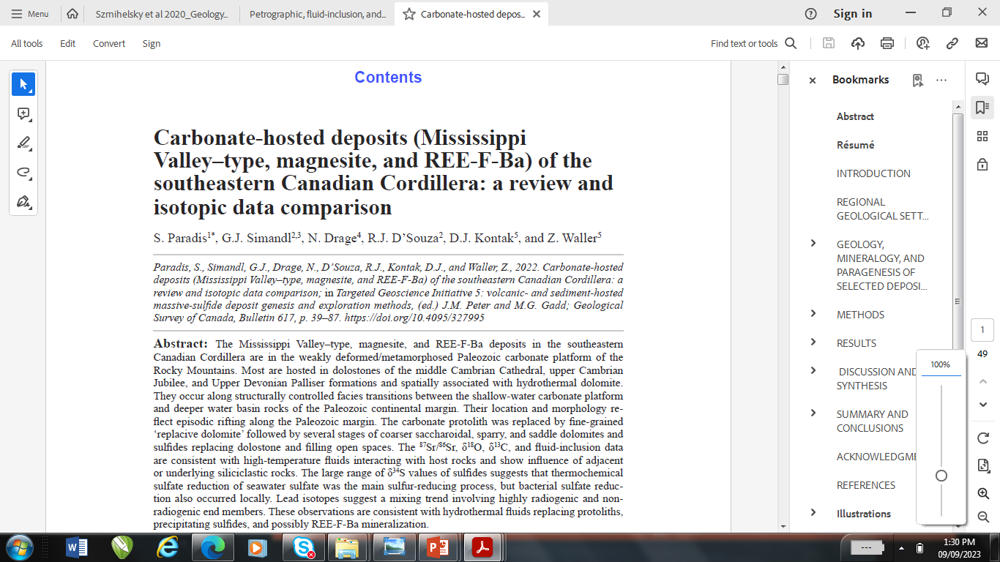 Menu
Szmihelsky et al 2020_Geology...
Petrographic, fluid-inclusion, and...
Carbonate-hosted depos...
Sign in
All tools Edit Convert Sign
Find text or tools
Contents
Carbonate-hosted deposits (Mississippi
Valley–type, magnesite, and REE-F-Ba) of the
southeastern Canadian Cordillera: a review and
isotopic data comparison
S. Paradis1*, G.J. Simandl2,3, N. Drage4, R.J. D’Souza2, D.J. Kontak5, and Z. Waller5
Paradis, S., Simandl, G.J., Drage, N., D’Souza, R.J., Kontak, D.J., and Waller, Z., 2022. Carbonate-hosted
deposits (Mississippi Valley–type, magnesite, and REE-F-Ba) of the southeastern Canadian Cordillera: a
review and isotopic data comparison; in Targeted Geoscience Initiative 5: volcanic- and sediment-hosted
massive-sulfide deposit genesis and exploration methods, (ed.) J.M. Peter and M.G. Gadd; Geological
Survey of Canada, Bulletin 617, p. 39–87. https://doi.org/10.4095/327995
Abstract: The Mississippi Valley–type, magnesite, and REE-F-Ba deposits in the southeastern
Canadian Cordillera are in the weakly deformed/metamorphosed Paleozoic carbonate platform of the
Rocky Mountains. Most are hosted in dolostones of the middle Cambrian Cathedral, upper Cambrian
Jubilee, and Upper Devonian Palliser formations and spatially associated with hydrothermal dolomite.
They occur along structurally controlled facies transitions between the shallow-water carbonate platform
and deeper water basin rocks of the Paleozoic continental margin. Their location and morphology re-
flect episodic rifting along the Paleozoic margin. The carbonate protolith was replaced by fine-grained
‘replacive dolomite’ followed by several stages of coarser saccharoidal, sparry, and saddle dolomites and
sulfides replacing dolostone and filling open spaces. The 87Sr/86Sr, δ18O, δ13C, and fluid-inclusion data
are consistent with high-temperature fluids interacting with host rocks and show influence of adjacent
or underlying siliciclastic rocks. The large range of δ34S values of sulfides suggests that thermochemical
sulfate reduction of seawater sulfate was the main sulfur-reducing process, but bacterial sulfate reduc-
tion also occurred locally. Lead isotopes suggest a mixing trend involving highly radiogenic and non-
radiogenic end members. These observations are consistent with hydrothermal fluids replacing protoliths,
precipitating sulfides, and possibly REE-F-Ba mineralization.
Bookmarks
Abstract
Résumé
INTRODUCTION
REGIONAL
GEOLOGICAL SETT...
GEOLOGY,
MINERALOGY, AND
PARAGENESIS OF
SELECTED DEPOSI...
METHODS
RESULTS
DISCUSSION AND
SYNTHESIS
SUMMARY AND
CONCLUSIONS
ACKNOWLEDGME
REFERENCES
Illustrations
100%
1
49
---
1:30 PM
09/09/2023